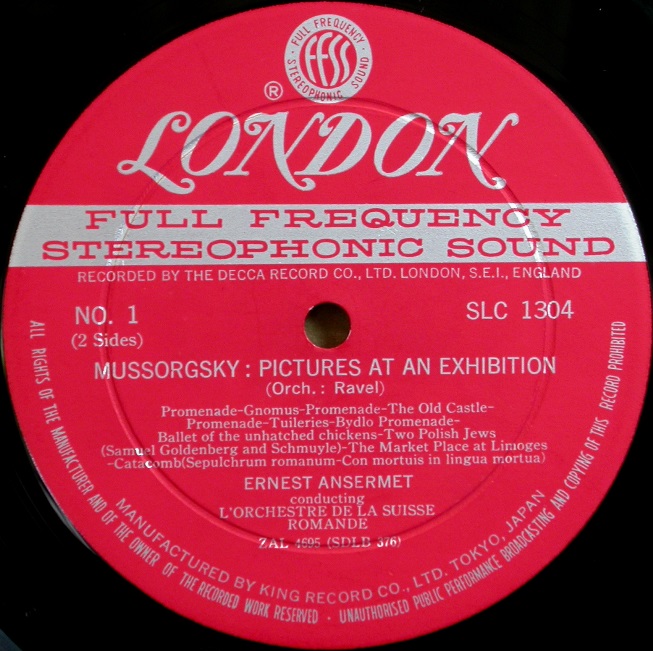 FULL FREQUENCY
FFSS
STEREOPHONIC SOUND
®
LONDON
FULL FREQUENCY
STEREOPHONIC SOUND
RECORDED BY THE DECCA RECORD CO., LTD. LONDON, S.E.I., ENGLAND
NO. 1
SLC 1304
(2 Sides)
MUSSORGSKY : PICTURES AT AN EXHIBITION
(Orch. : Ravel)
Promenade-Gnomus-Promenade-The Old Castle-
Promenade-Tuileries-Bydlo Promenade-
Ballet of the unhatched chickens-Two Polish Jews
(Samuel Goldenberg and Schmuyle)-The Market Place at Limoges
-Catacomb(Sepulchrum romanum-Con mortuis in lingua mortua)
ERNEST ANSERMET
conducting
L'ORCHESTRE DE LA SUISSE
ROMANDE
ZAL 4695 (SDLB 376)
MANUFACTURED BY KING RECORD CO., LTD. TOKYO, JAPAN
ALL RIGHTS OF THE MANUFACTURER AND OF THE OWNER OF THE RECORDED WORK RESERVED · UNAUTHORISED PUBLIC PERFORMANCE BROADCASTING AND COPYING OF THIS RECORD PROHIBITED